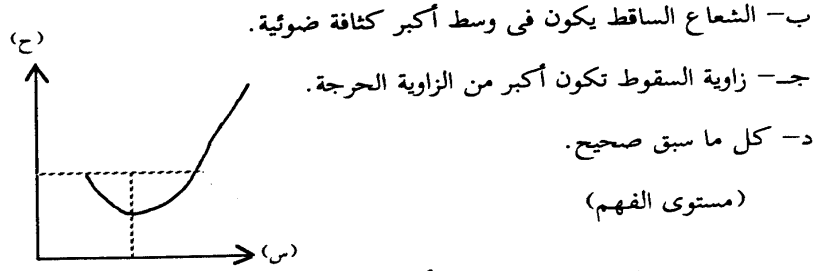 ب– الشعاع الساقط يكون فى وسط أكبر كثافة ضوئية.
جـ– زاوية السقوط تكون أكبر من الزاوية الحرجة.
د– كل ما سبق صحيح.
(مستوى الفهم)
(ح)
(س)